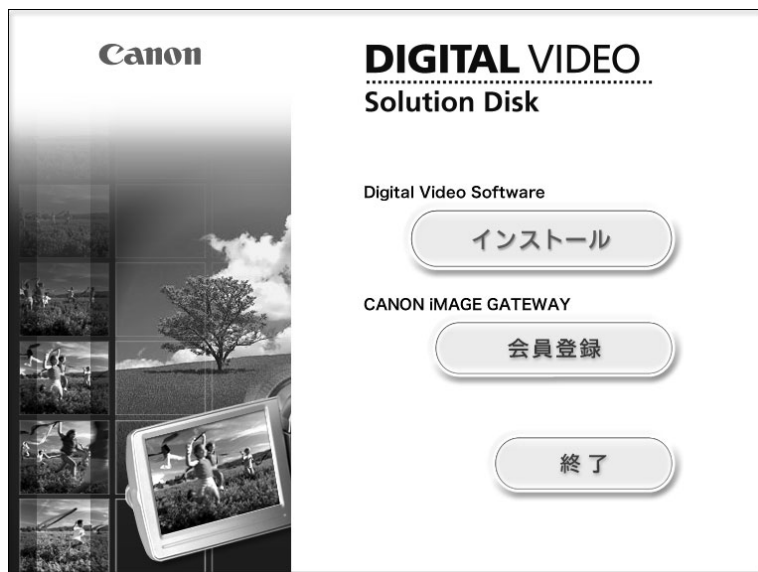 Canon
DIGITAL VIDEO
Solution Disk
Digital Video Software
インストール
CANON iMAGE GATEWAY
会員登録
終了